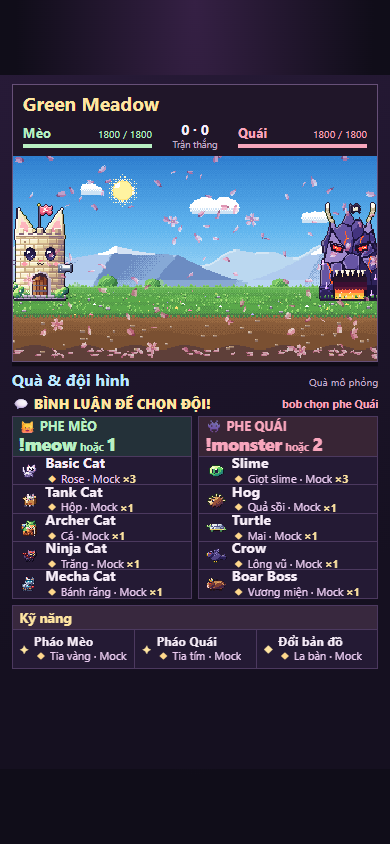 Green Meadow
Mèo 1800 / 1800 0 · 0 Quái 1800 / 1800
Trận thắng
Quà & đội hình Quà mô phỏng
BÌNH LUẬN ĐỂ CHỌN ĐỘI! bob chọn phe Quái
PHE MÈO
!meow hoặc 1
Basic Cat
Rose · Mock ×3
Tank Cat
Hộp · Mock ×1
Archer Cat
Cá · Mock ×1
Ninja Cat
Trăng · Mock ×1
Mecha Cat
Bánh răng · Mock ×1
PHE QUÁI
!monster hoặc 2
Slime
Giọt slime · Mock ×3
Hog
Quả sồi · Mock ×1
Turtle
Mai · Mock ×1
Crow
Lông vũ · Mock ×1
Boar Boss
Vương miện · Mock ×1
Kỹ năng
Pháo Mèo
Tia vàng · Mock
Pháo Quái
Tia tím · Mock
Đổi bản đồ
La bàn · Mock